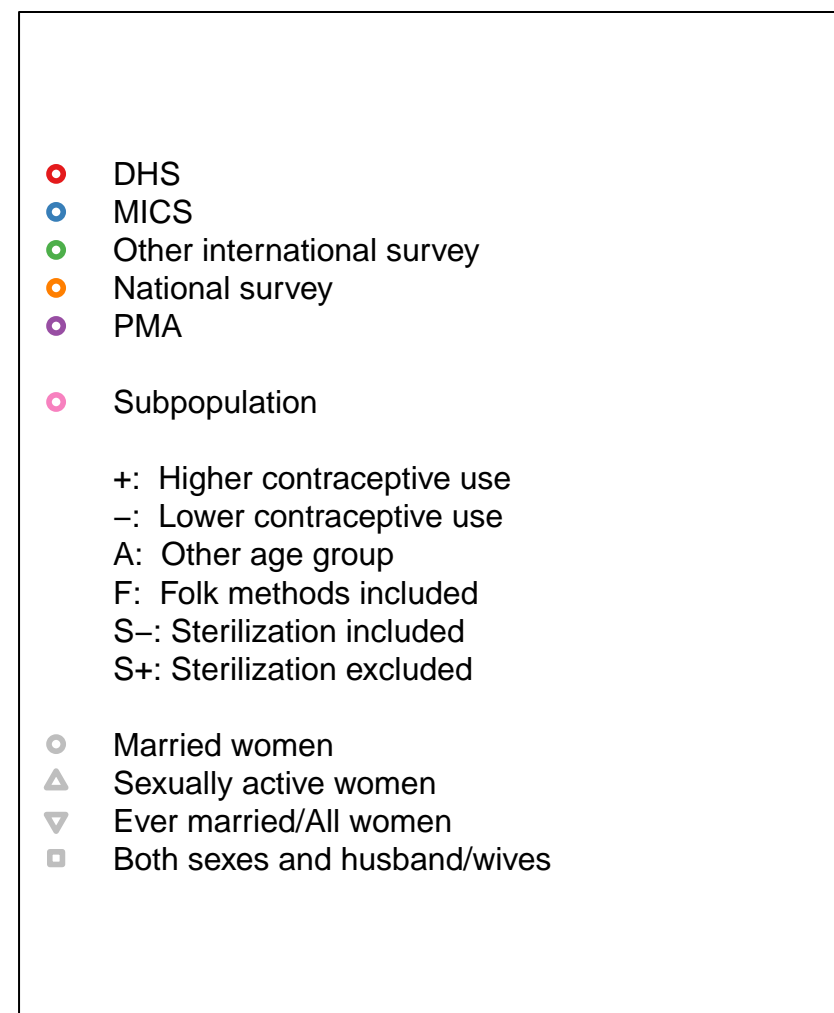 DHS
MICS
Other international survey
National survey
PMA
Subpopulation
+: Higher contraceptive use
−: Lower contraceptive use
A: Other age group
F: Folk methods included
S−: Sterilization included
S+: Sterilization excluded
Married women
Sexually active women
Ever married/All women
Both sexes and husband/wives